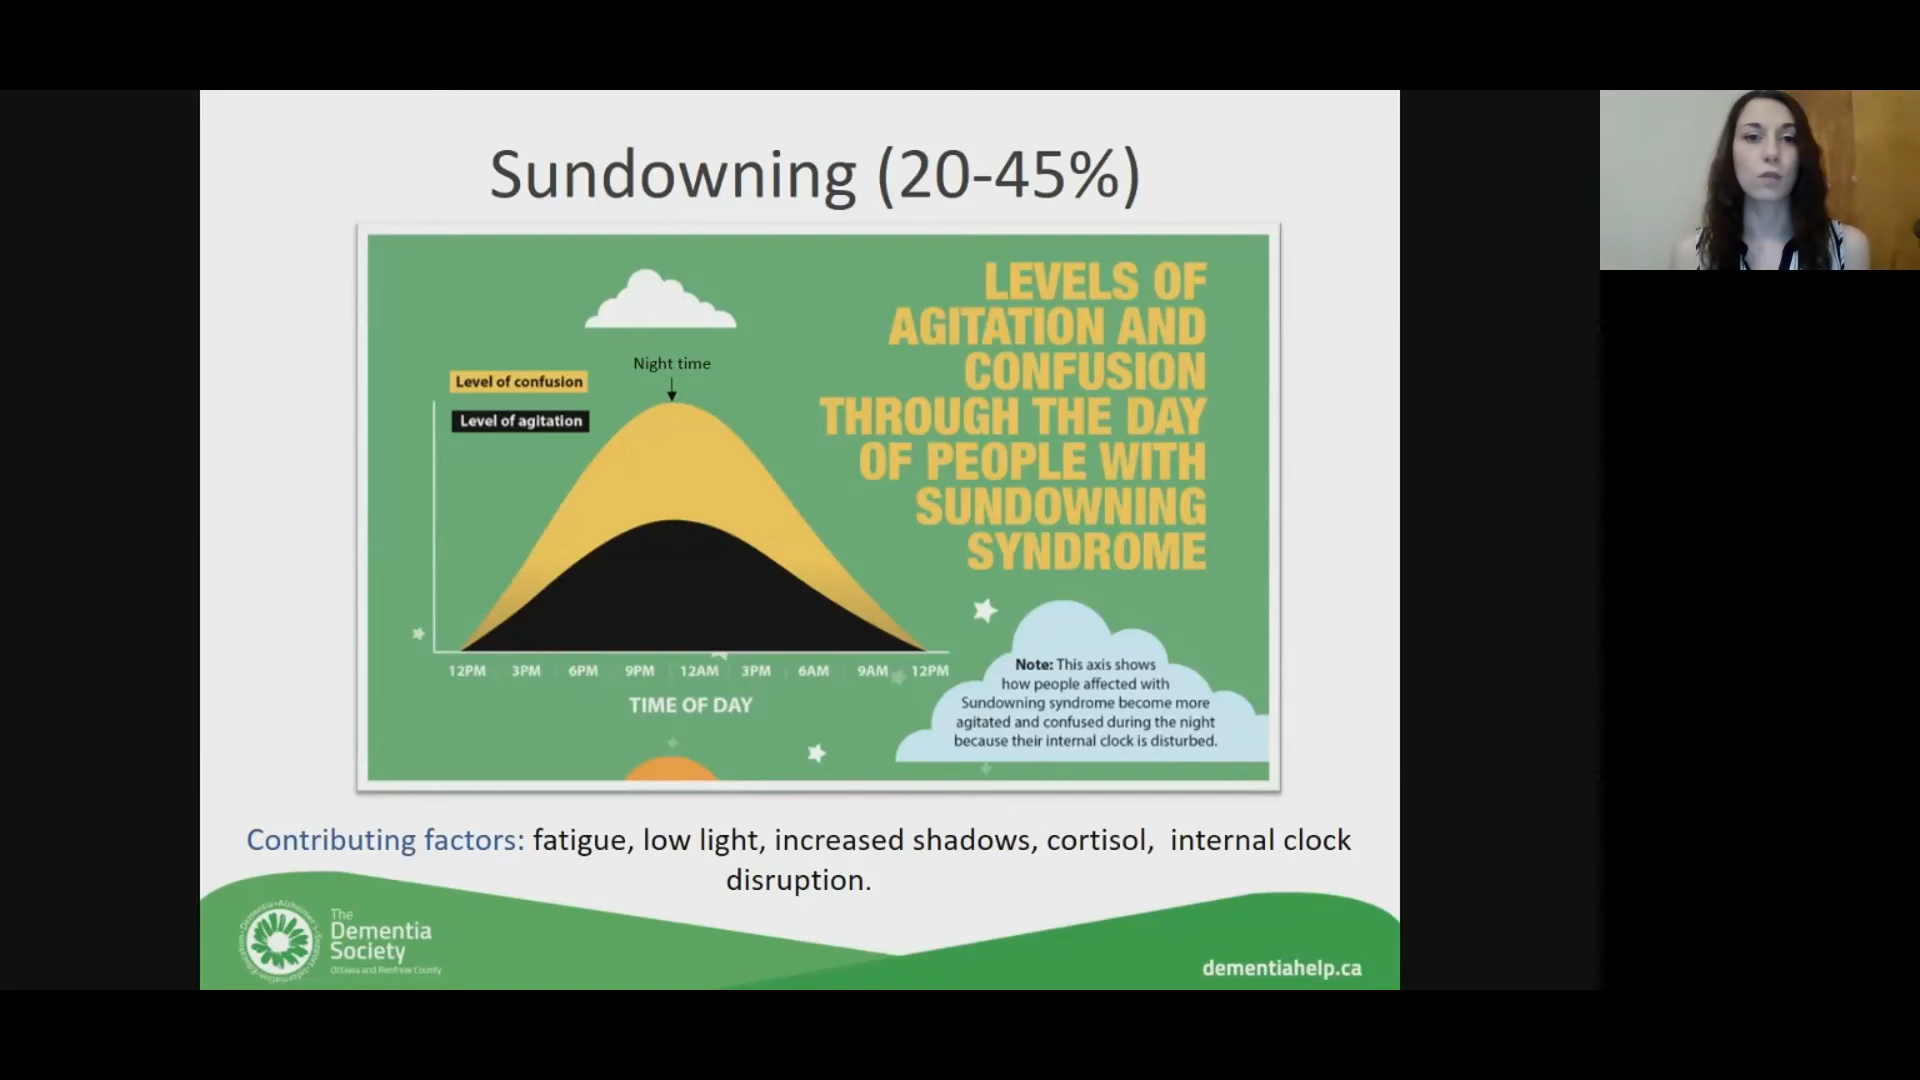 Sundowning (20-45%)
LEVELS OF
AGITATION AND
CONFUSION
THROUGH THE DAY
OF PEOPLE WITH
SUNDOWNING
SYNDROME
Night time
Level of confusion
Level of agitation
12PM 3PM 6PM 9PM 12AM 3PM 6AM 9AM 12PM
TIME OF DAY
Note: This axis shows
how people affected with
Sundowning syndrome become more
agitated and confused during the night
because their internal clock is disturbed.
Contributing factors: fatigue, low light, increased shadows, cortisol, internal clock
disruption.
The
Dementia
Society
Ottawa and Renfrew County
dementiahelp.ca